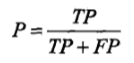 P = TP / (TP + FP)